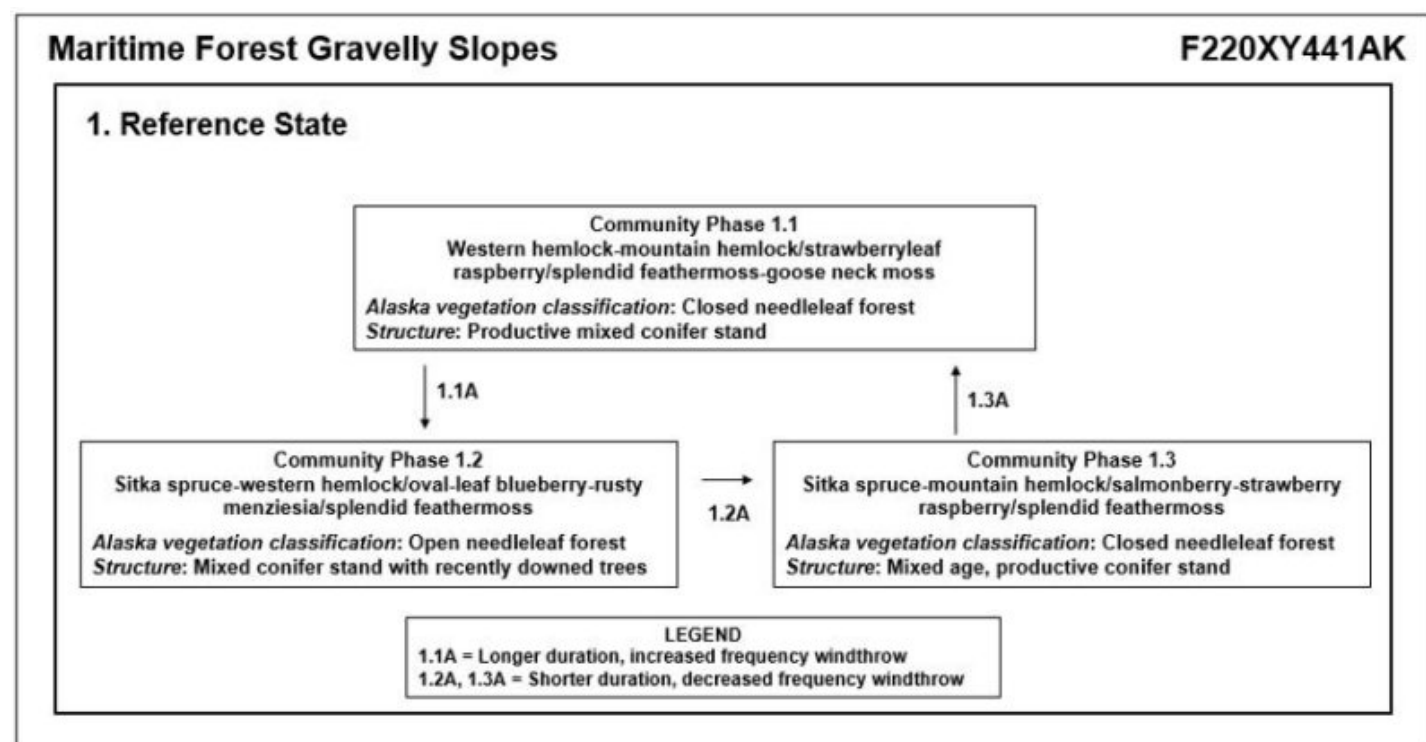 Maritime Forest Gravelly Slopes
F220XY441AK
1. Reference State
Community Phase 1.1
Western hemlock-mountain hemlock/strawberryleaf
raspberry/splendid feathermoss-goose neck moss
Alaska vegetation classification: Closed needleleaf forest
Structure: Productive mixed conifer stand
1.1A
1.3A
Community Phase 1.2
Sitka spruce-western hemlock/oval-leaf blueberry-rusty
menziesia/splendid feathermoss
Alaska vegetation classification: Open needleleaf forest
Structure: Mixed conifer stand with recently downed trees
1.2A
Community Phase 1.3
Sitka spruce-mountain hemlock/salmonberry-strawberry
raspberry/splendid feathermoss
Alaska vegetation classification: Closed needleleaf forest
Structure: Mixed age, productive conifer stand
LEGEND
1.1A = Longer duration, increased frequency windthrow
1.2A, 1.3A = Shorter duration, decreased frequency windthrow